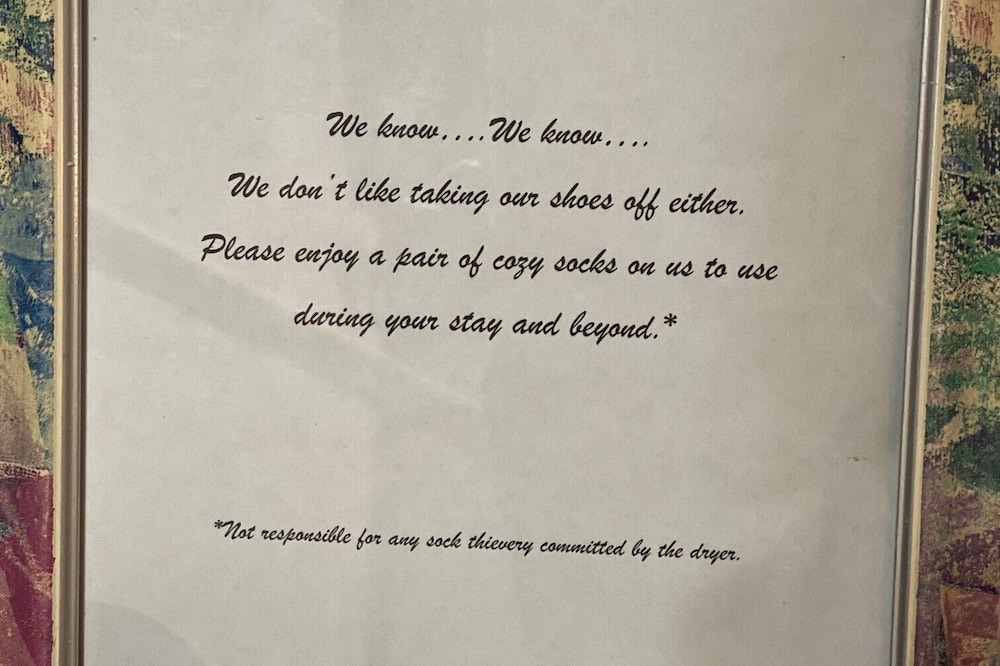 We know....We know....
We don't like taking our shoes off either.
Please enjoy a pair of cozy socks on us to use
during your stay and beyond.*
*Not responsible for any sock thievery committed by the dryer.